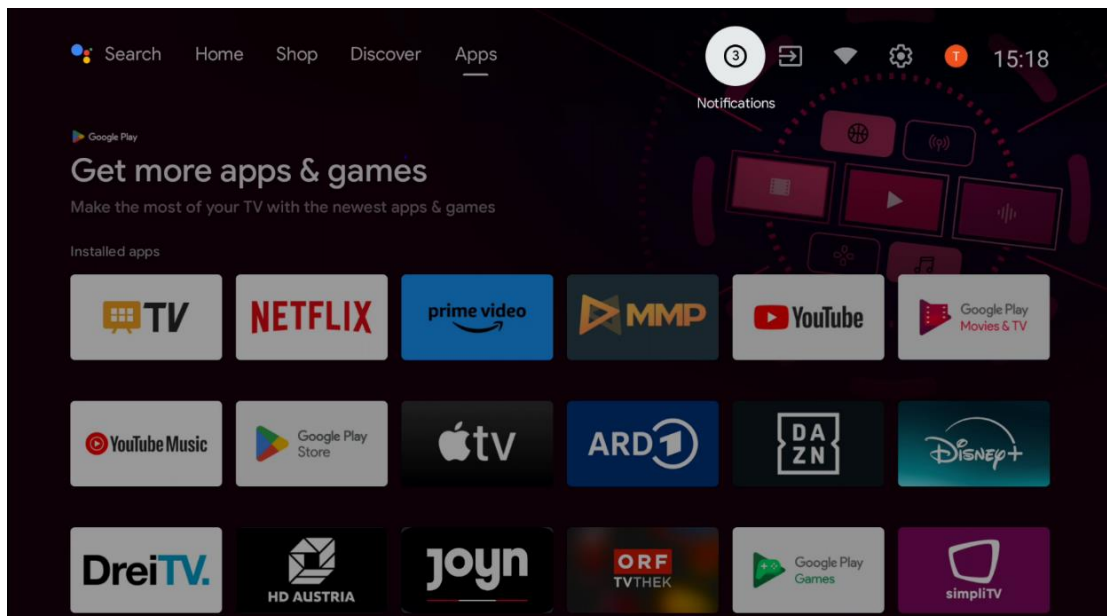 Search Home Shop Discover Apps 3 T 15:18
Notifications
Google Play
Get more apps & games
Make the most of your TV with the newest apps & games
Installed apps
TV NETFLIX prime video MMP YouTube Google Play
Movies & TV
YouTube Music Google Play
Store tv ARD 1 DA
ZN Disney+
DreiTV. HD AUSTRIA JOYN ORF
TVTHEK Google Play
Games simpliTV